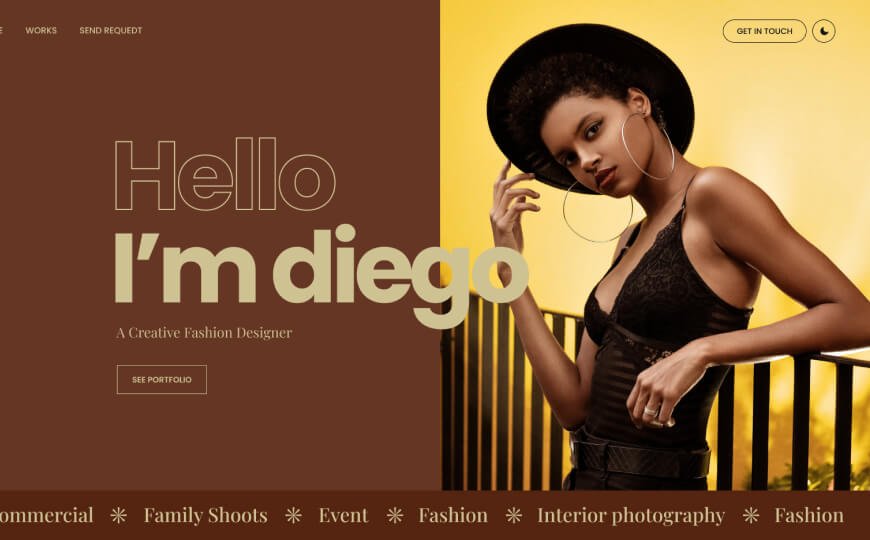 E WORKS SEND REQUEDT GET IN TOUCH
Hello
I'm diego
A Creative Fashion Designer
SEE PORTFOLIO
ommercial Family Shoots Event Fashion Interior photography Fashion